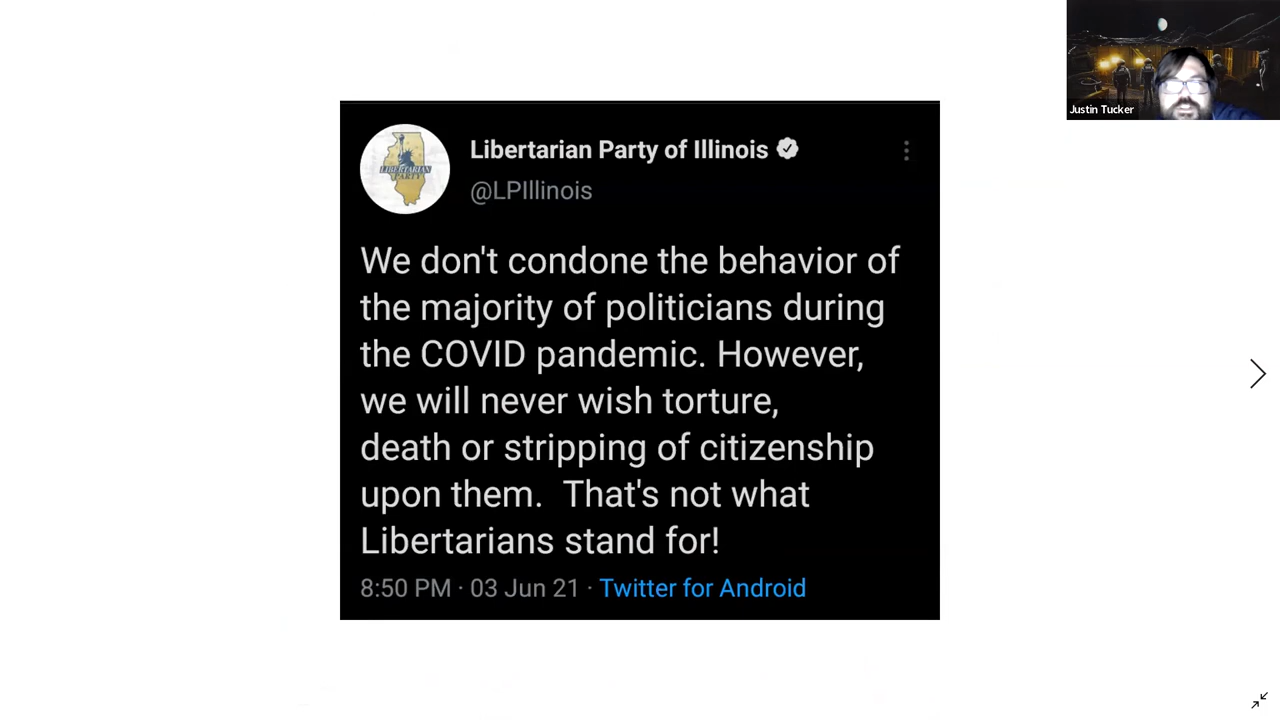 Justin Tucker
Libertarian Party of Illinois
@LPIllinois
LIBERTARIAN
PARTY
We don't condone the behavior of
the majority of politicians during
the COVID pandemic. However,
we will never wish torture,
death or stripping of citizenship
upon them.  That's not what
Libertarians stand for!
8:50 PM · 03 Jun 21 · Twitter for Android